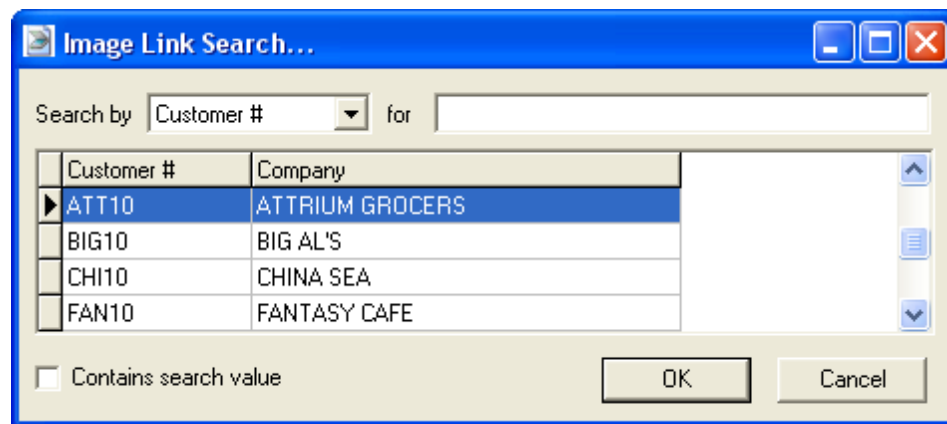 Image Link Search...
Search by Customer # for
Customer # Company
ATT10 ATTRIUM GROCERS
BIG10 BIG AL'S
CHI10 CHINA SEA
FAN10 FANTASY CAFE
Contains search value OK Cancel